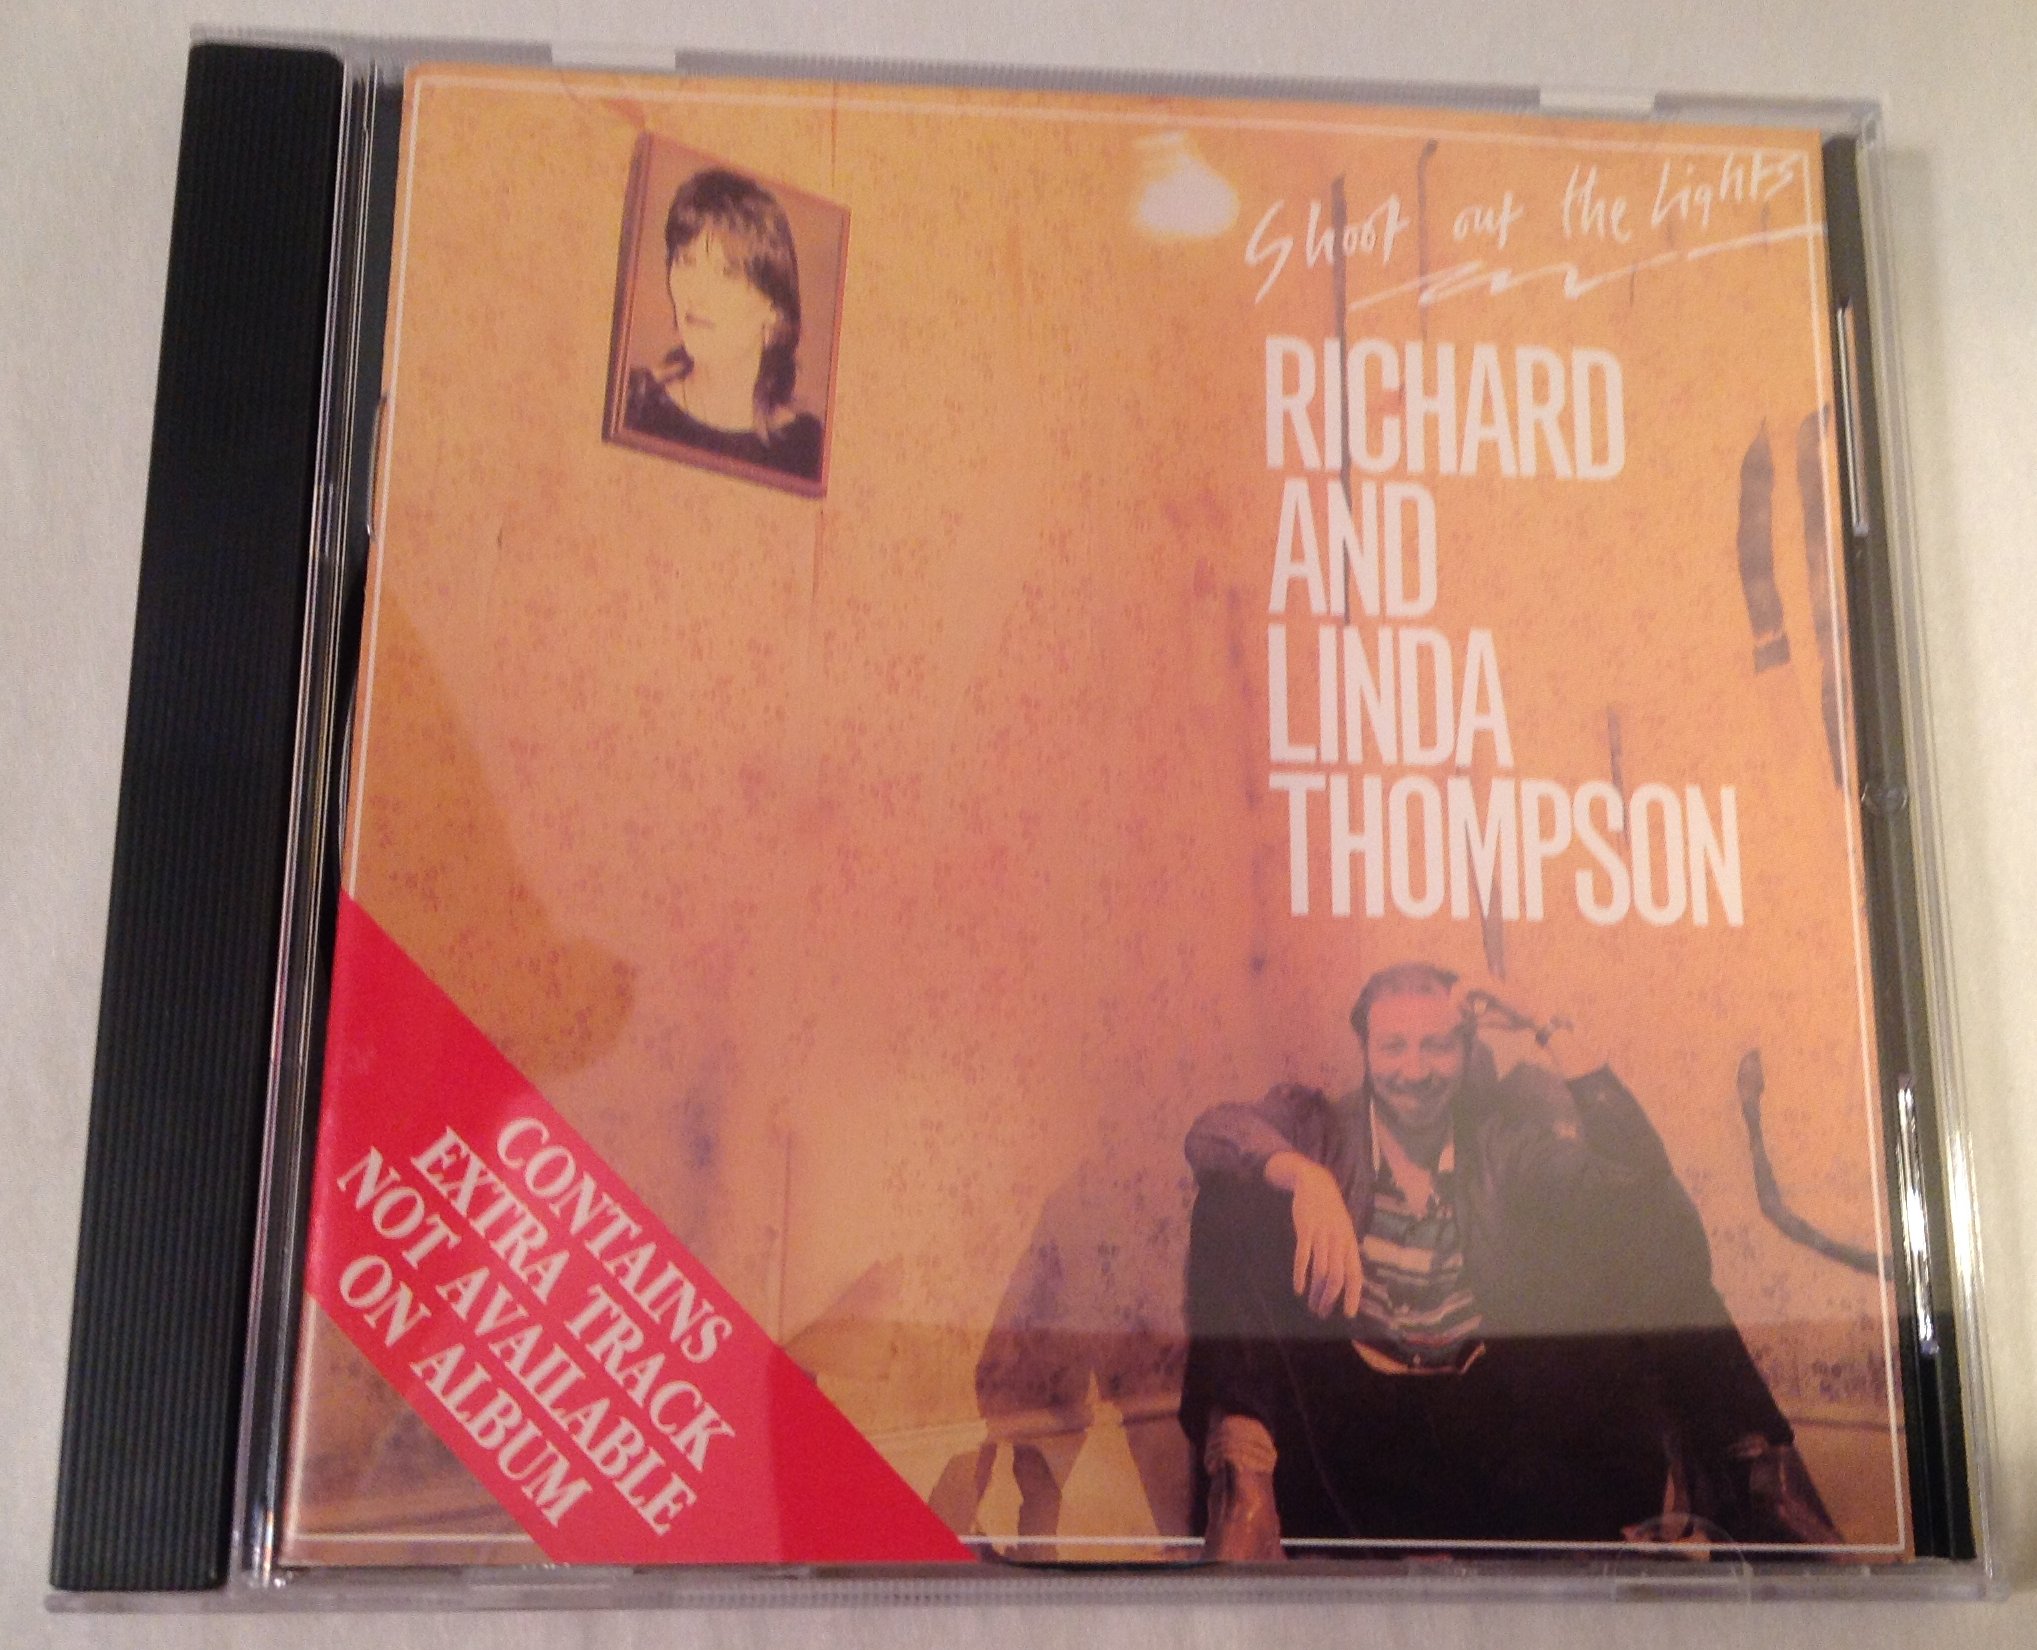 Shoot out the Lights
RICHARD
AND
LINDA
THOMPSON
CONTAINS
EXTRA TRACK
NOT AVAILABLE
ON ALBUM